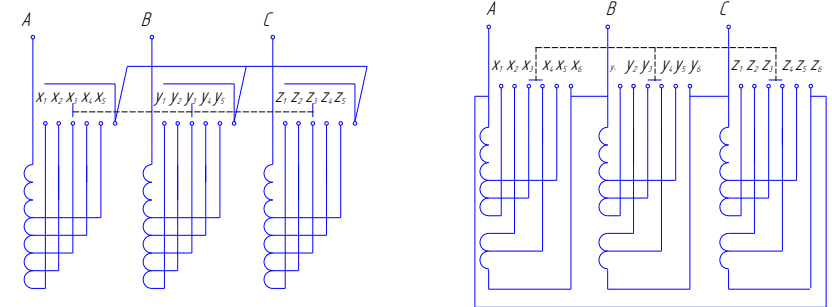 A B C
X₁ X₂ X₃ X₄ X₅ y₁ y₂ y₃ y₄ y₅ Z₁ Z₂ Z₃ Z₄ Z₅
A B C
X₁ X₂ X₃ X₄ X₅ X₆ y₁ y₂ y₃ y₄ y₅ y₆ Z₁ Z₂ Z₃ Z₄ Z₅ Z₆